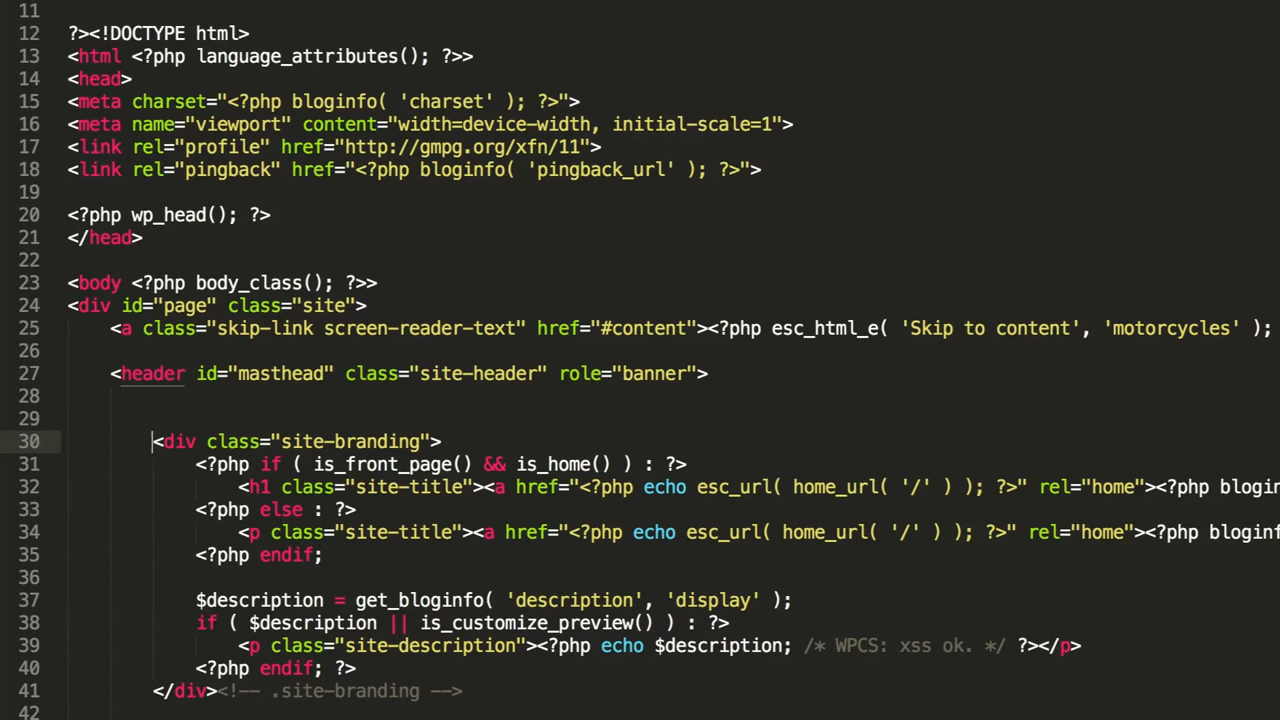 11
12 ?><!DOCTYPE html>
13 <html <?php language_attributes(); ?>>
14 <head>
15 <meta charset="<?php bloginfo( 'charset' ); ?>">
16 <meta name="viewport" content="width=device-width, initial-scale=1">
17 <link rel="profile" href="http://gmpg.org/xfn/11">
18 <link rel="pingback" href="<?php bloginfo( 'pingback_url' ); ?>">
19
20 <?php wp_head(); ?>
21 </head>
22
23 <body <?php body_class(); ?>>
24 <div id="page" class="site">
25 <a class="skip-link screen-reader-text" href="#content"><?php esc_html_e( 'Skip to content', 'motorcycles' );
26
27 <header id="masthead" class="site-header" role="banner">
28
29
30 <div class="site-branding">
31 <?php if ( is_front_page() && is_home() ) : ?>
32 <h1 class="site-title"><a href="<?php echo esc_url( home_url( '/' ) ); ?>" rel="home"><?php blogin
33 <?php else : ?>
34 <p class="site-title"><a href="<?php echo esc_url( home_url( '/' ) ); ?>" rel="home"><?php bloginf
35 <?php endif;
36
37 $description = get_bloginfo( 'description', 'display' );
38 if ( $description || is_customize_preview() ) : ?>
39 <p class="site-description"><?php echo $description; /* WPCS: xss ok. */ ?></p>
40 <?php endif; ?>
41 </div><!-- .site-branding -->
42